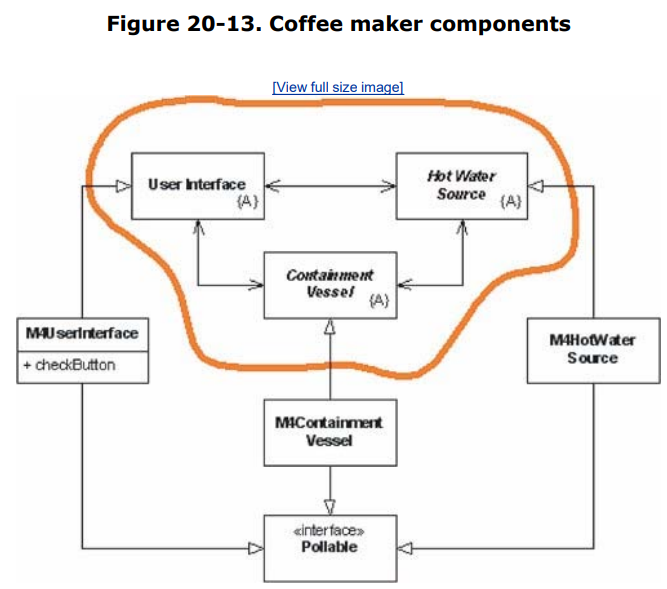 Figure 20-13. Coffee maker components
[View full size image]
User Interface
{A}
Hot Water
Source
{A}
Containment
Vessel
{A}
M4UserInterface
+ checkButton
M4HotWater
Source
M4Containment
Vessel
«interface»
Pollable